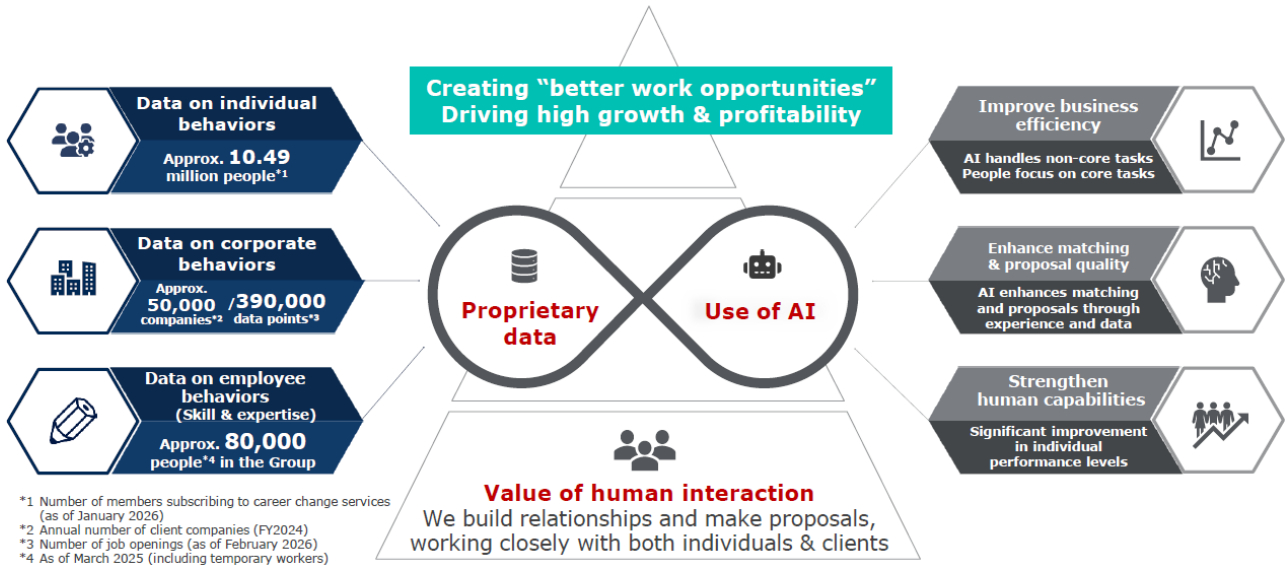 Creating “better work opportunities”
Driving high growth & profitability
Data on individual
behaviors
Approx. 10.49
million people*1
Data on corporate
behaviors
Approx.
50,000 /390,000
companies*2 data points*3
Data on employee
behaviors
(Skill & expertise)
Approx. 80,000
people*4 in the Group
Proprietary
data
Use of AI
Improve business
efficiency
AI handles non-core tasks
People focus on core tasks
Enhance matching
& proposal quality
AI enhances matching
and proposals through
experience and data
Strengthen
human capabilities
Significant improvement
in individual
performance levels
Value of human interaction
We build relationships and make proposals,
working closely with both individuals & clients
*1 Number of members subscribing to career change services
(as of January 2026)
*2 Annual number of client companies (FY2024)
*3 Number of job openings (as of February 2026)
*4 As of March 2025 (including temporary workers)